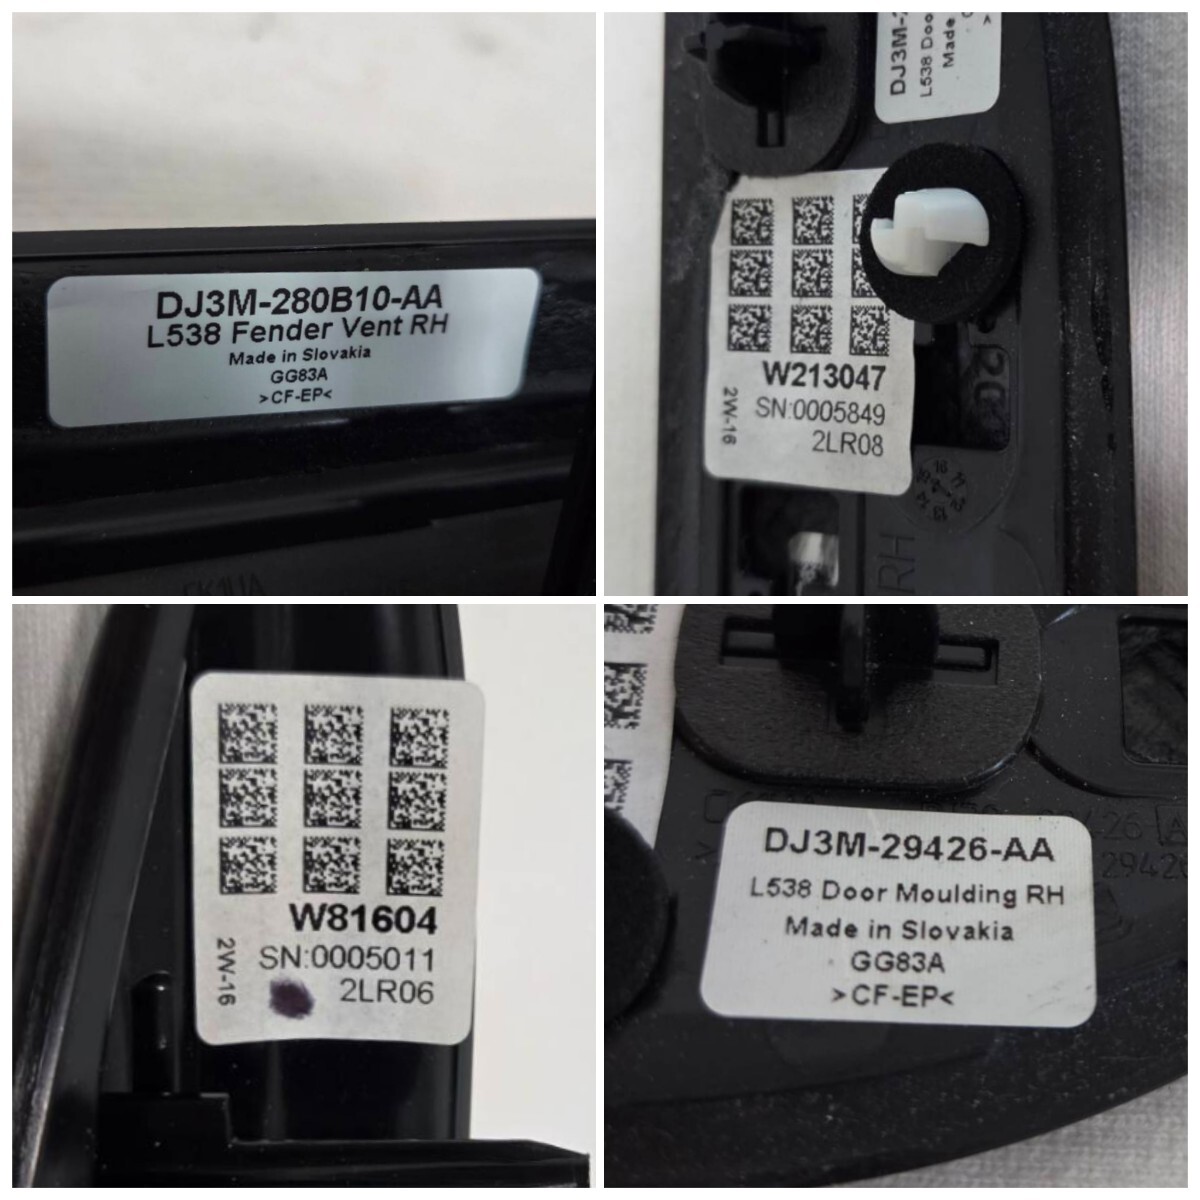 DJ3M-280B10-AA
L538 Fender Vent RH
Made in Slovakia
GG83A
>CF-EP<
DJ3M-
L538 Doo
Made
>
W213047
SN:0005849
2LR08
2W-16
RH
W81604
SN:0005011
2LR06
2W-16
DJ3M-29426-AA
L538 Door Moulding RH
Made in Slovakia
GG83A
>CF-EP<